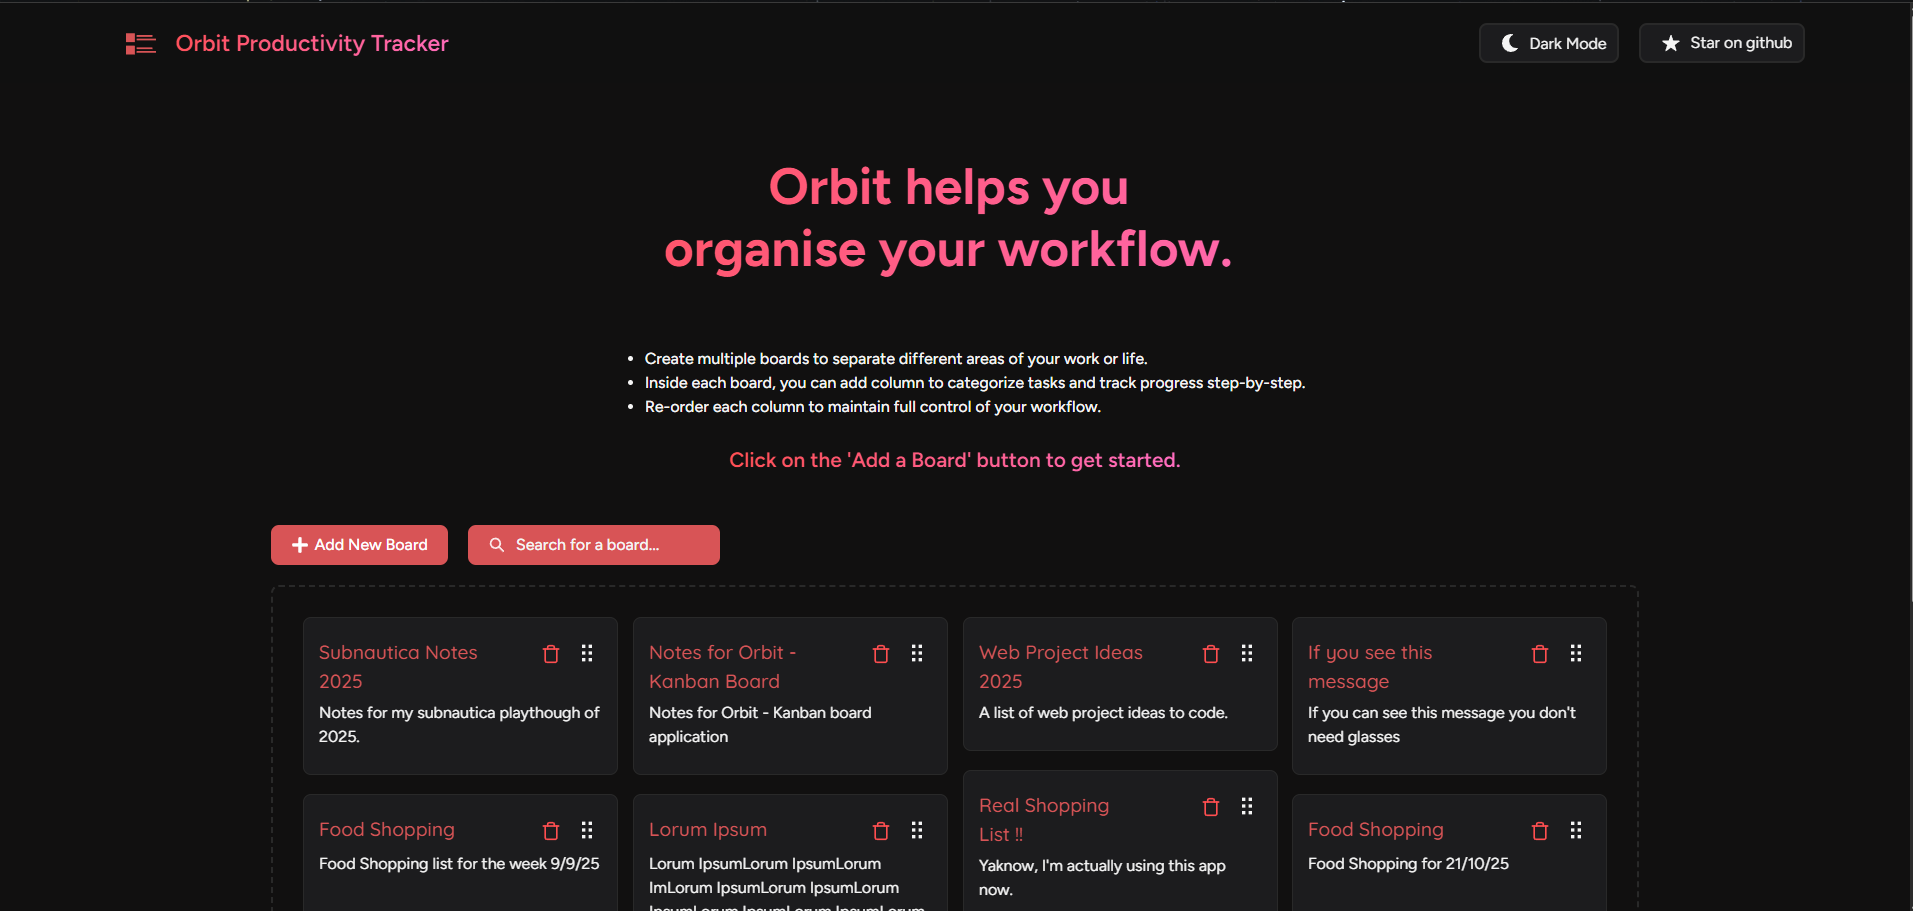 Orbit Productivity Tracker
Dark Mode
Star on github
Orbit helps you
organise your workflow.
Create multiple boards to separate different areas of your work or life.
Inside each board, you can add column to categorize tasks and track progress step-by-step.
Re-order each column to maintain full control of your workflow.
Click on the 'Add a Board' button to get started.
Add New Board
Search for a board...
Subnautica Notes
2025
Notes for my subnautica playthough of
2025.
Notes for Orbit -
Kanban Board
Notes for Orbit - Kanban board
application
Web Project Ideas
2025
A list of web project ideas to code.
If you see this
message
If you can see this message you don't
need glasses
Food Shopping
Food Shopping list for the week 9/9/25
Lorum Ipsum
Lorum IpsumLorum IpsumLorum
ImLorum IpsumLorum IpsumLorum
IpsumLorum IpsumLorum IpsumLorum
Real Shopping
List !!
Yaknow, I'm actually using this app
now.
Food Shopping
Food Shopping for 21/10/25